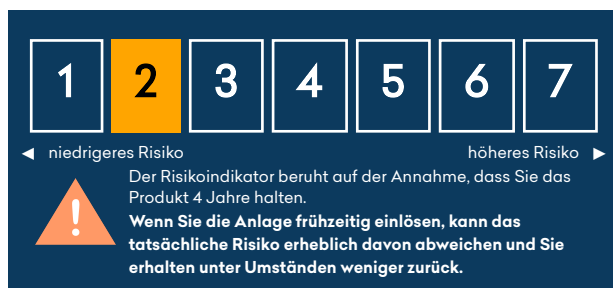 1 2 3 4 5 6 7
◄ niedrigeres Risiko höheres Risiko ►
Der Risikoindikator beruht auf der Annahme, dass Sie das
Produkt 4 Jahre halten.
!
Wenn Sie die Anlage frühzeitig einlösen, kann das
tatsächliche Risiko erheblich davon abweichen und Sie
erhalten unter Umständen weniger zurück.